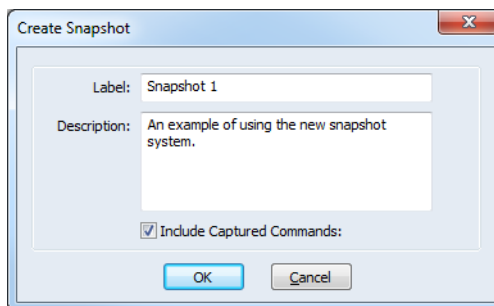 Create Snapshot
Label: Snapshot 1
Description: An example of using the new snapshot
system.
Include Captured Commands:
OK Cancel